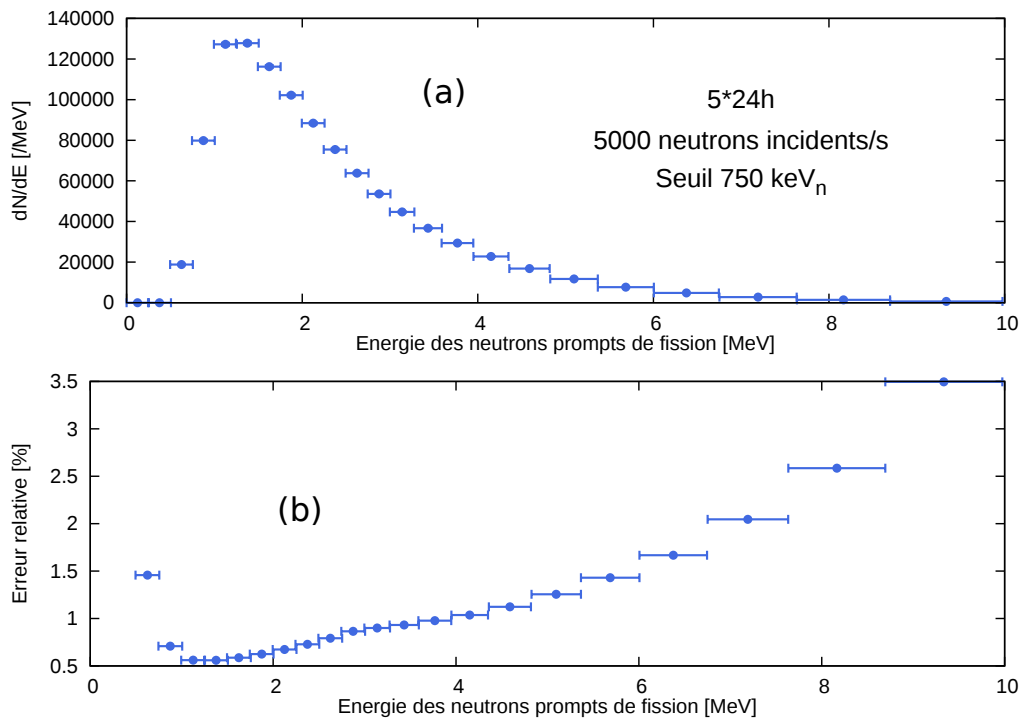 140000
120000
100000
80000
60000
40000
20000
0
dN/dE [/MeV]
(a)
5*24h
5000 neutrons incidents/s
Seuil 750 keVn
0 2 4 6 8 10
Energie des neutrons prompts de fission [MeV]
3.5
3
2.5
2
1.5
1
0.5
Erreur relative [%]
(b)
0 2 4 6 8 10
Energie des neutrons prompts de fission [MeV]